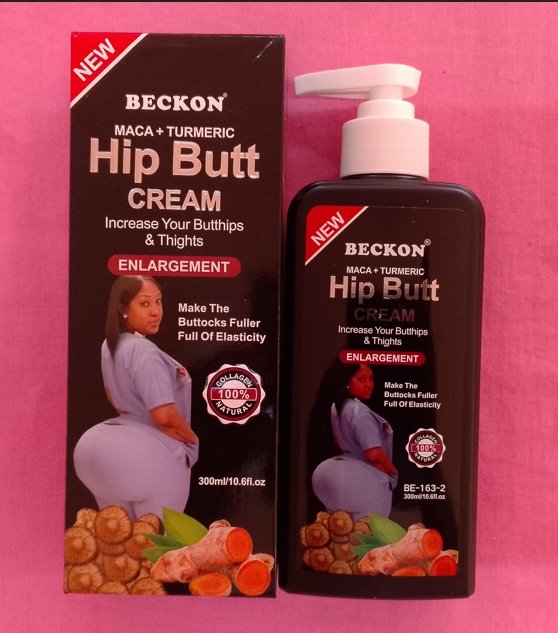 NEW
BECKON®
MACA + TURMERIC
Hip Butt
CREAM
Increase Your Butthips
& Thights
ENLARGEMENT
Make The
Buttocks Fuller
Full Of Elasticity
COLLAGEN
100%
NATURAL
300ml/10.6fl.oz
NEW
BECKON®
MACA + TURMERIC
Hip Butt
CREAM
Increase Your Butthips
& Thights
ENLARGEMENT
Make The
Buttocks Fuller
Full Of Elasticity
COLLAGEN
100%
NATURAL
BE-163-2
300ml/10.6fl.oz